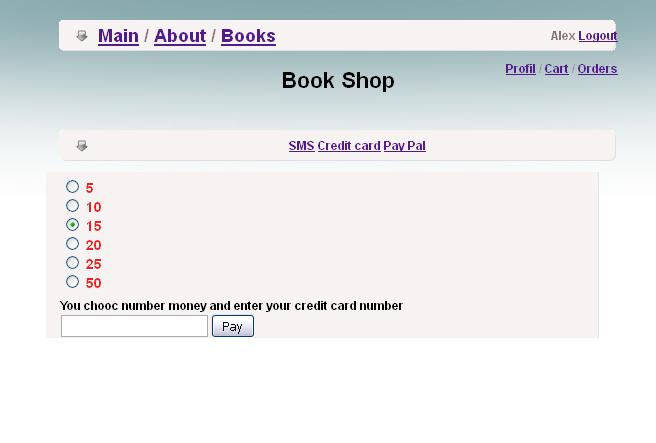 Main / About / Books
Alex Logout
Profil / Cart / Orders
Book Shop
SMS Credit card Pay Pal
5
10
15
20
25
50
You chooc number money and enter your credit card number
Pay